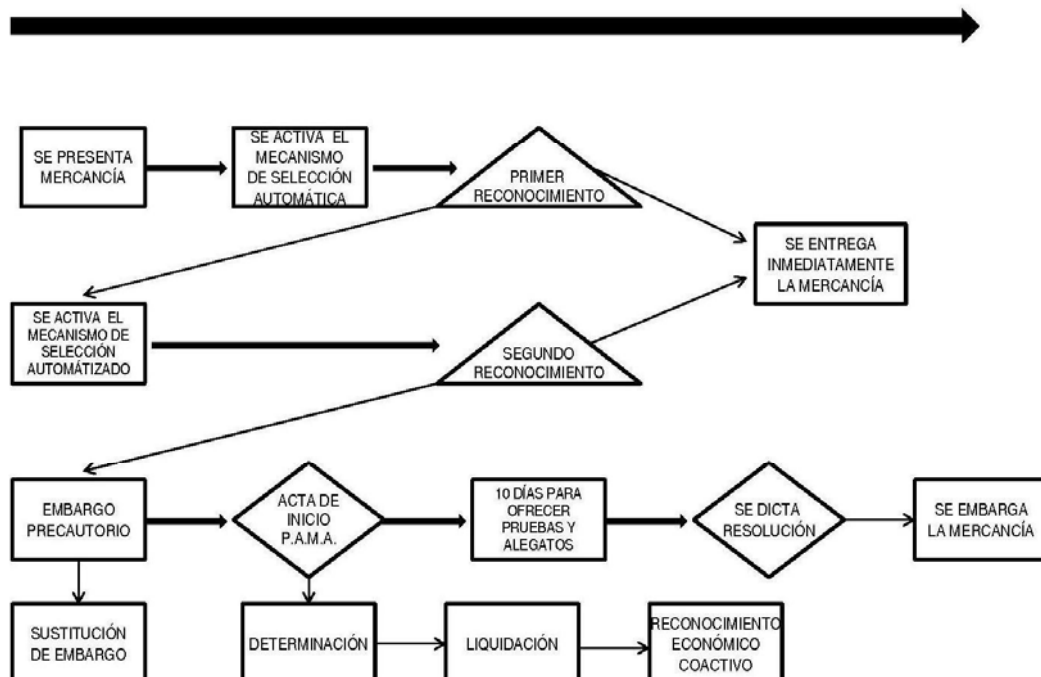 SE PRESENTA
MERCANCÍA
SE ACTIVA EL
MECANISMO
DE SELECCIÓN
AUTOMÁTICA
PRIMER
RECONOCIMIENTO
SE ENTREGA
INMEDIATAMENTE
LA MERCANCÍA
SE ACTIVA EL
MECANISMO DE
SELECCIÓN
AUTOMÁTIZADO
SEGUNDO
RECONOCIMIENTO
EMBARGO
PRECAUTORIO
ACTA DE
INICIO
P.A.M.A.
10 DÍAS PARA
OFRECER
PRUEBAS Y
ALEGATOS
SE DICTA
RESOLUCIÓN
SE EMBARGA
LA MERCANCÍA
SUSTITUCIÓN
DE EMBARGO
DETERMINACIÓN
LIQUIDACIÓN
RECONOCIMIENTO
ECONÓMICO
COACTIVO